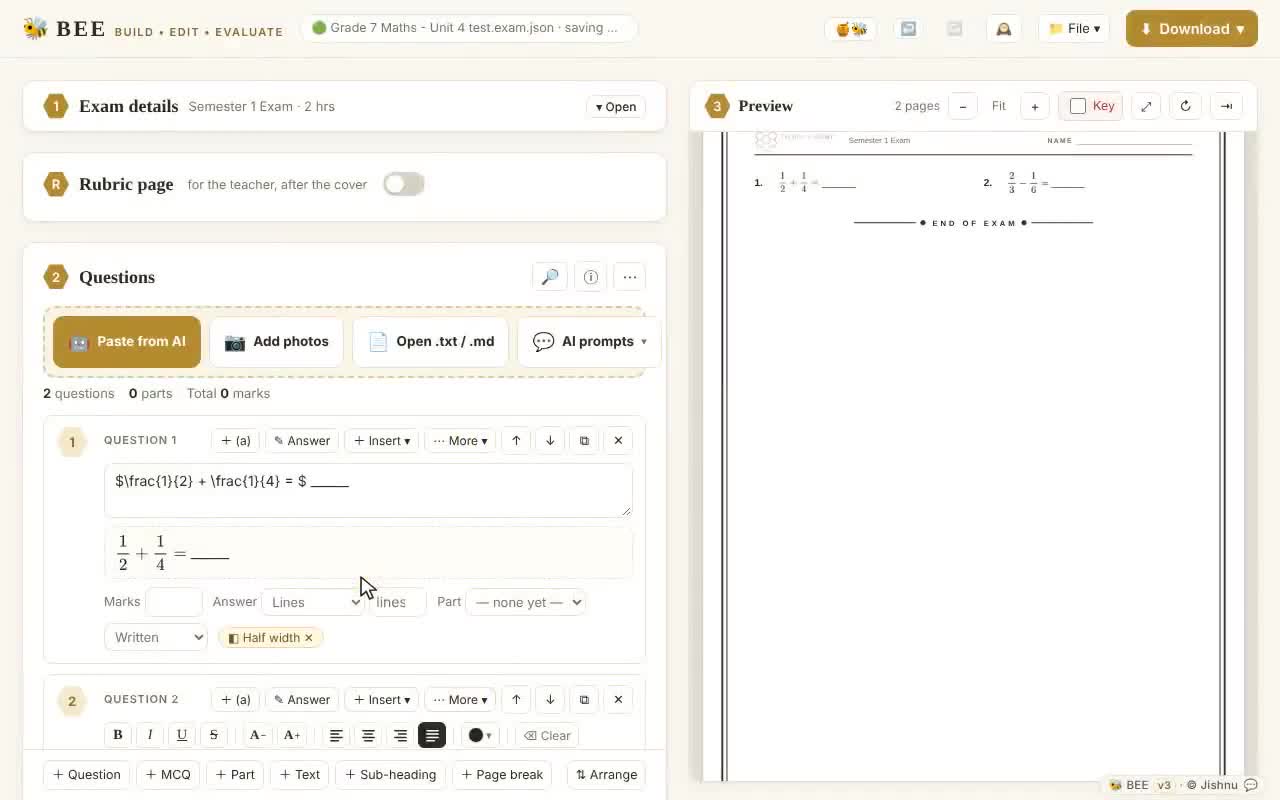 BEE BUILD • EDIT • EVALUATE
Grade 7 Maths - Unit 4 test.exam.json · saving ...
File ▾
Download ▾
1 Exam details Semester 1 Exam · 2 hrs ▾ Open
R Rubric page for the teacher, after the cover
2 Questions
Paste from AI
Add photos
Open .txt / .md
AI prompts ▾
2 questions 0 parts Total 0 marks
1 QUESTION 1 + (a) ✎ Answer + Insert ▾ ··· More ▾ ↑ ↓ ⧉ ✕
$\frac{1}{2} + \frac{1}{4} = $ ______
1/2 + 1/4 = ______
Marks Answer Lines lines Part — none yet —
Written ◧ Half width ✕
2 QUESTION 2 + (a) ✎ Answer + Insert ▾ ··· More ▾ ↑ ↓ ⧉ ✕
B I U S A− A+ ⌫ Clear
+ Question + MCQ + Part + Text + Sub-heading + Page break ⇅ Arrange
3 Preview 2 pages − Fit + Key
Semester 1 Exam NAME
1. 1/2 + 1/4 = ______ 2. 2/3 − 1/6 = ______
● END OF EXAM ●
BEE v3 · © Jishnu